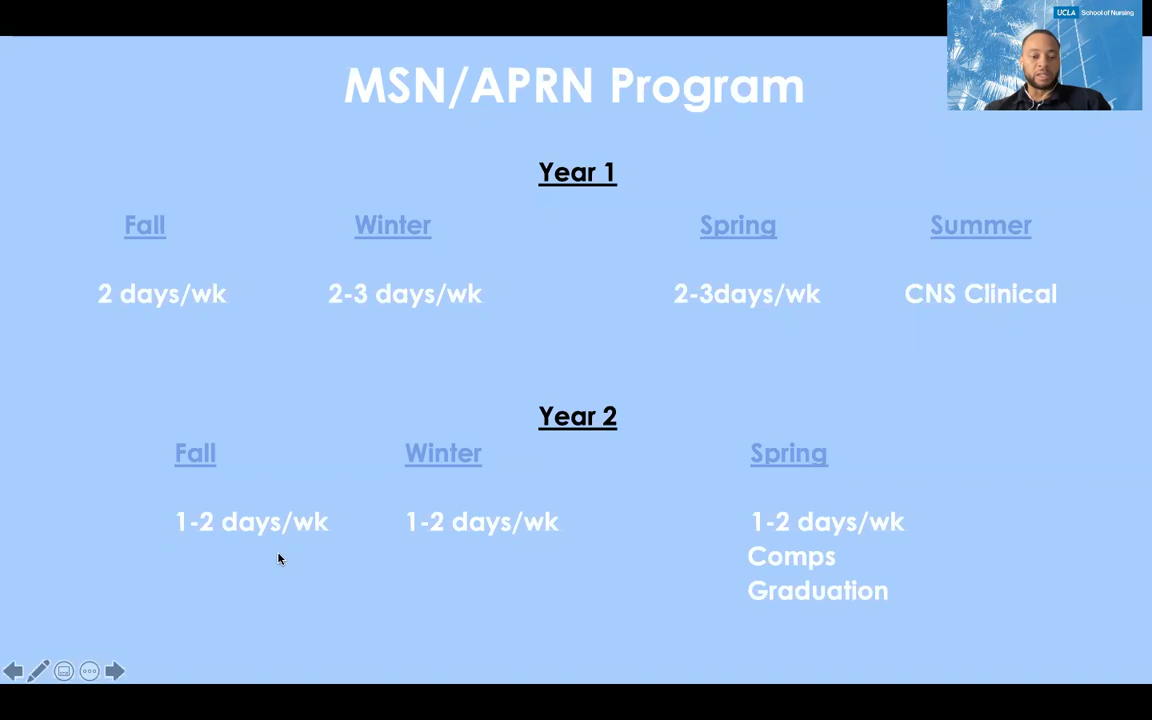 UCLA School of Nursing
MSN/APRN Program
Year 1
Fall Winter Spring Summer
2 days/wk 2-3 days/wk 2-3days/wk CNS Clinical
Year 2
Fall Winter Spring
1-2 days/wk 1-2 days/wk 1-2 days/wk
Comps
Graduation